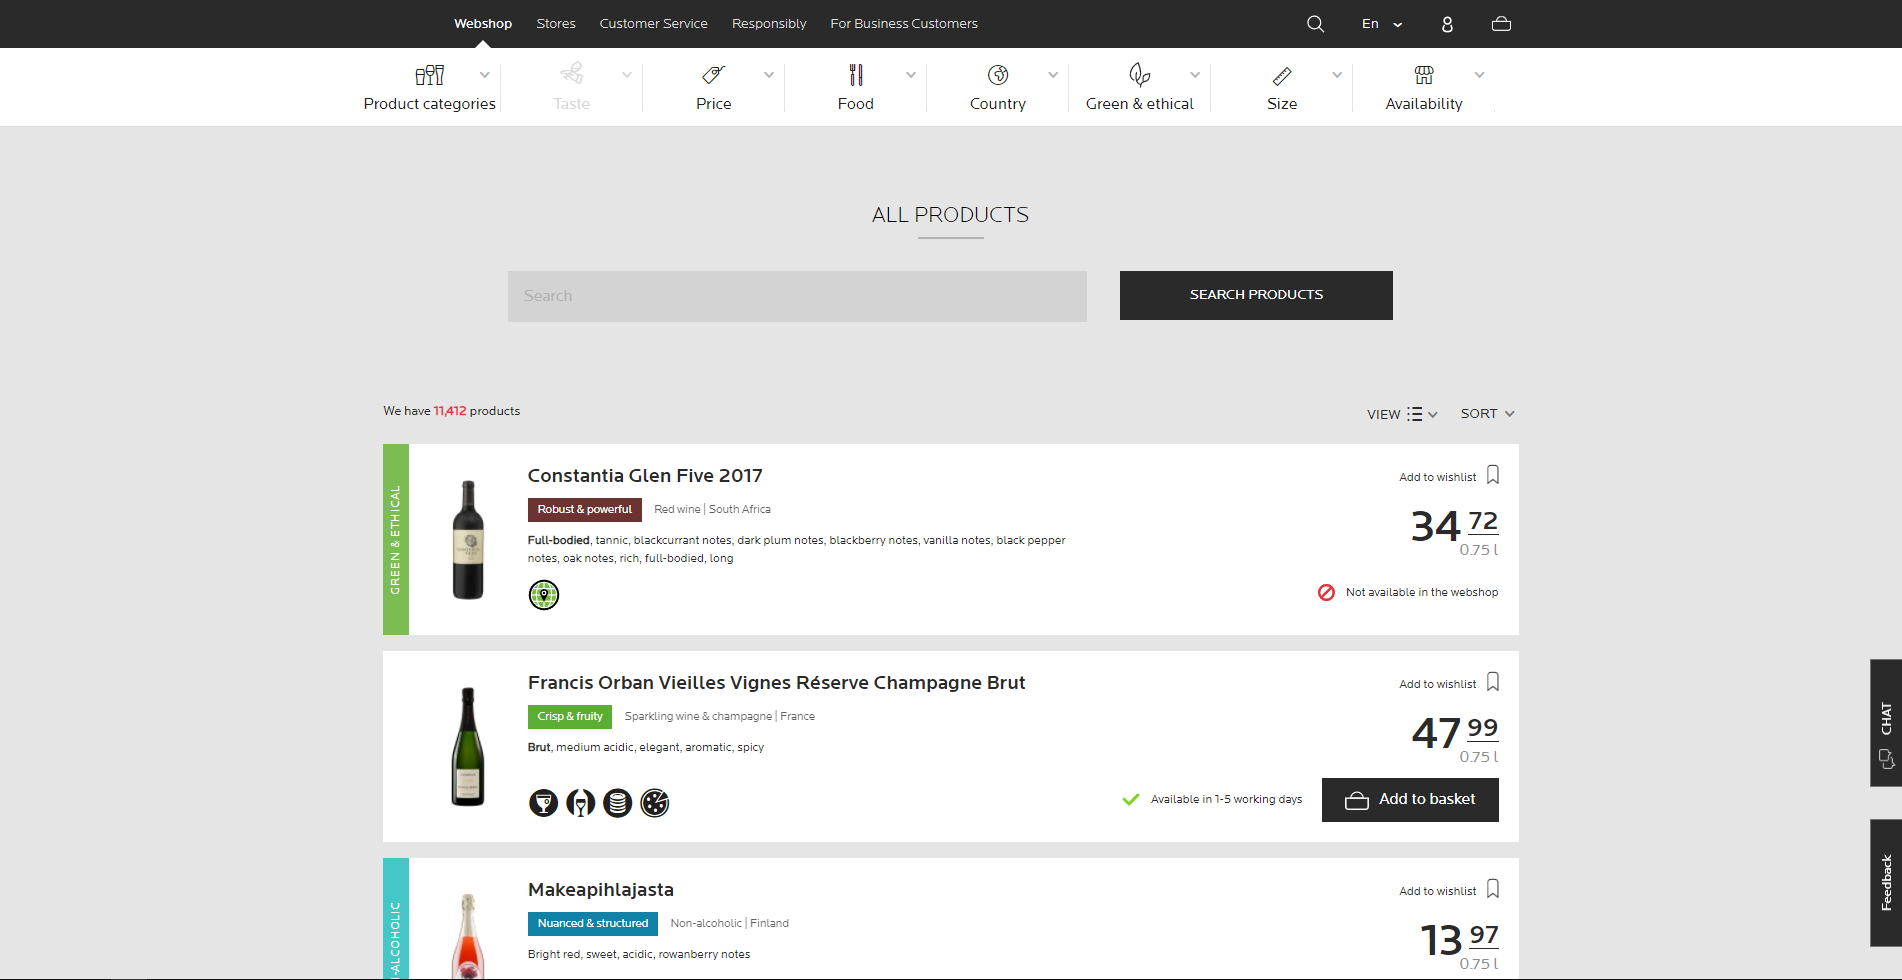 Webshop Stores Customer Service Responsibly For Business Customers En
Product categories Taste Price Food Country Green & ethical Size Availability
ALL PRODUCTS
Search SEARCH PRODUCTS
We have 11,412 products VIEW SORT
GREEN & ETHICAL
Constantia Glen Five 2017
Add to wishlist
Robust & powerful Red wine | South Africa
34 72
0.75 l
Full-bodied, tannic, blackcurrant notes, dark plum notes, blackberry notes, vanilla notes, black pepper
notes, oak notes, rich, full-bodied, long
Not available in the webshop
Francis Orban Vieilles Vignes Réserve Champagne Brut
Add to wishlist
Crisp & fruity Sparkling wine & champagne | France
47 99
0.75 l
Brut, medium acidic, elegant, aromatic, spicy
Available in 1-5 working days Add to basket
-ALCOHOLIC
Makeapihlajasta
Add to wishlist
Nuanced & structured Non-alcoholic | Finland
13 97
0.75 l
Bright red, sweet, acidic, rowanberry notes
CHAT
Feedback